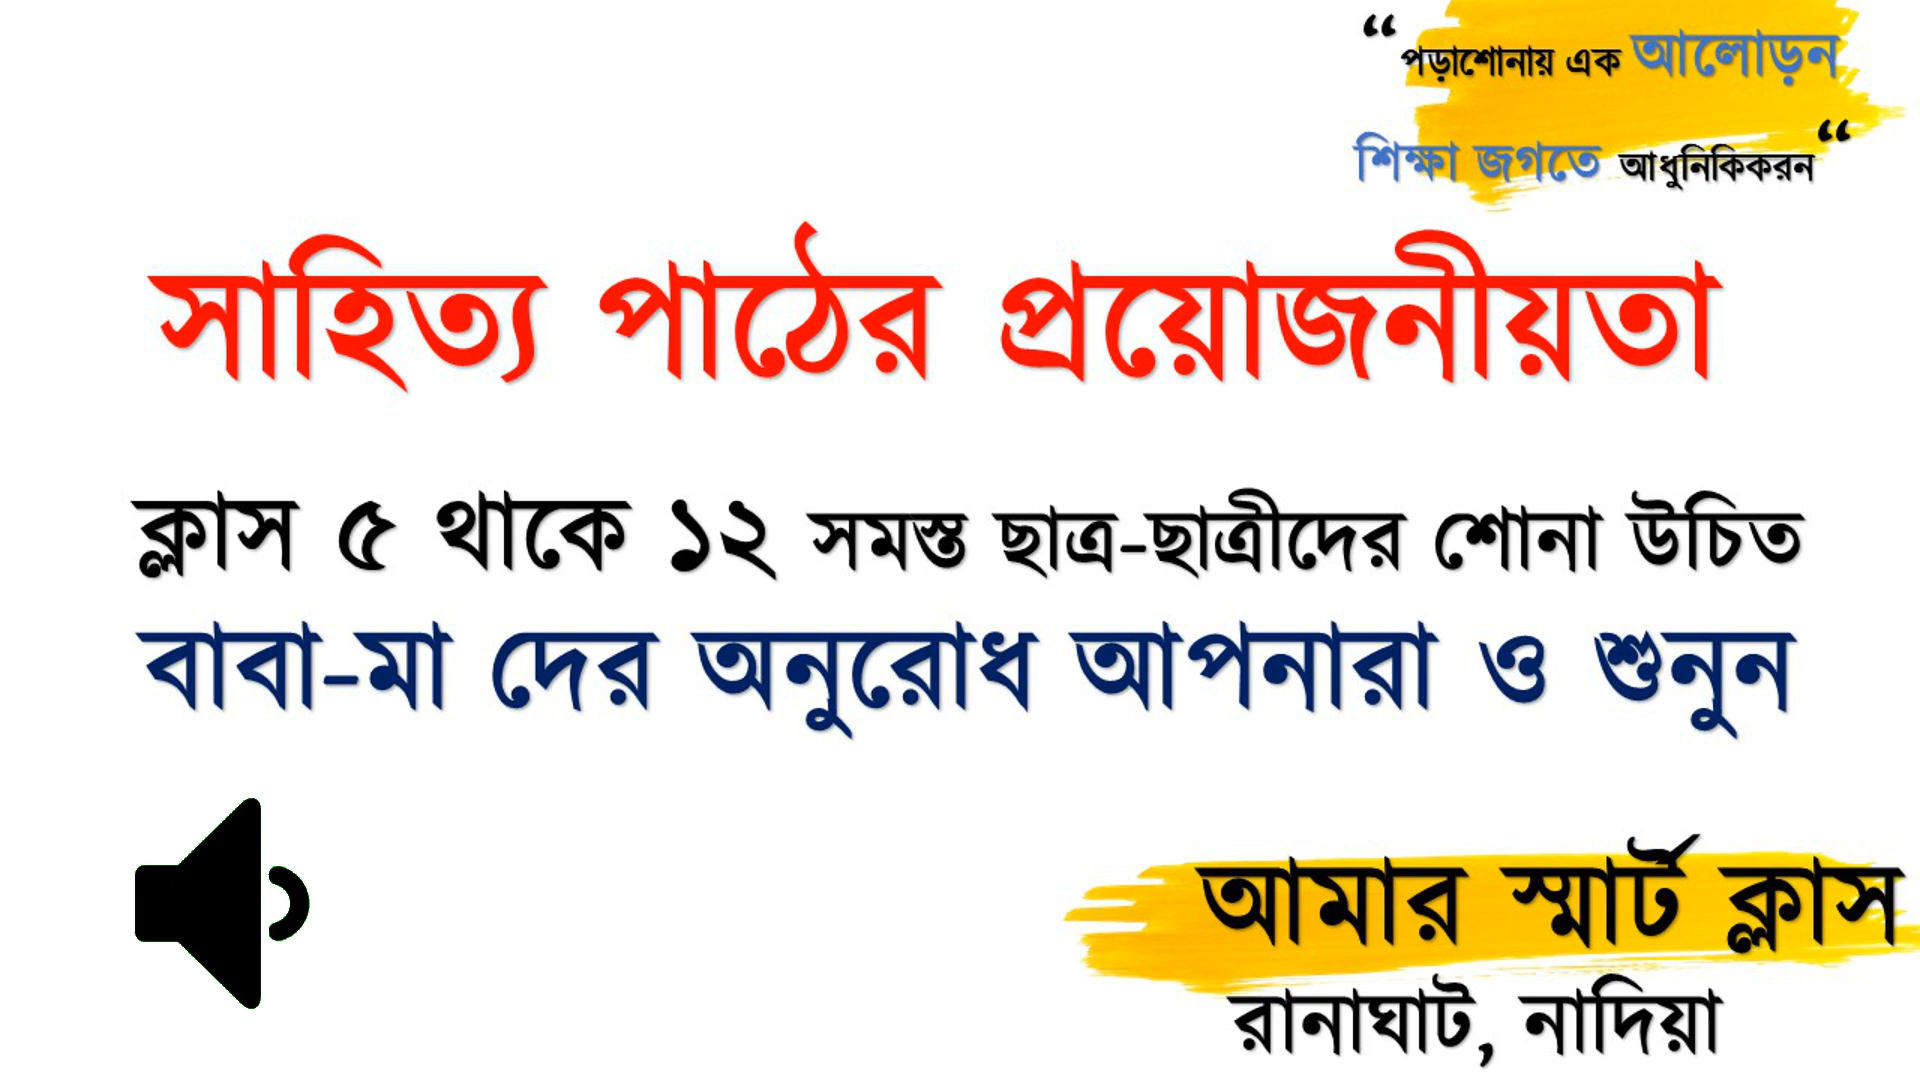 “পড়াশোনায় এক আলোড়ন
শিক্ষা জগতে আধুনিকিকরন“
সাহিত্য পাঠের প্রয়োজনীয়তা
ক্লাস ৫ থাকে ১২ সমস্ত ছাত্র-ছাত্রীদের শোনা উচিত
বাবা-মা দের অনুরোধ আপনারা ও শুনুন
আমার স্মার্ট ক্লাস
রানাঘাট, নাদিয়া